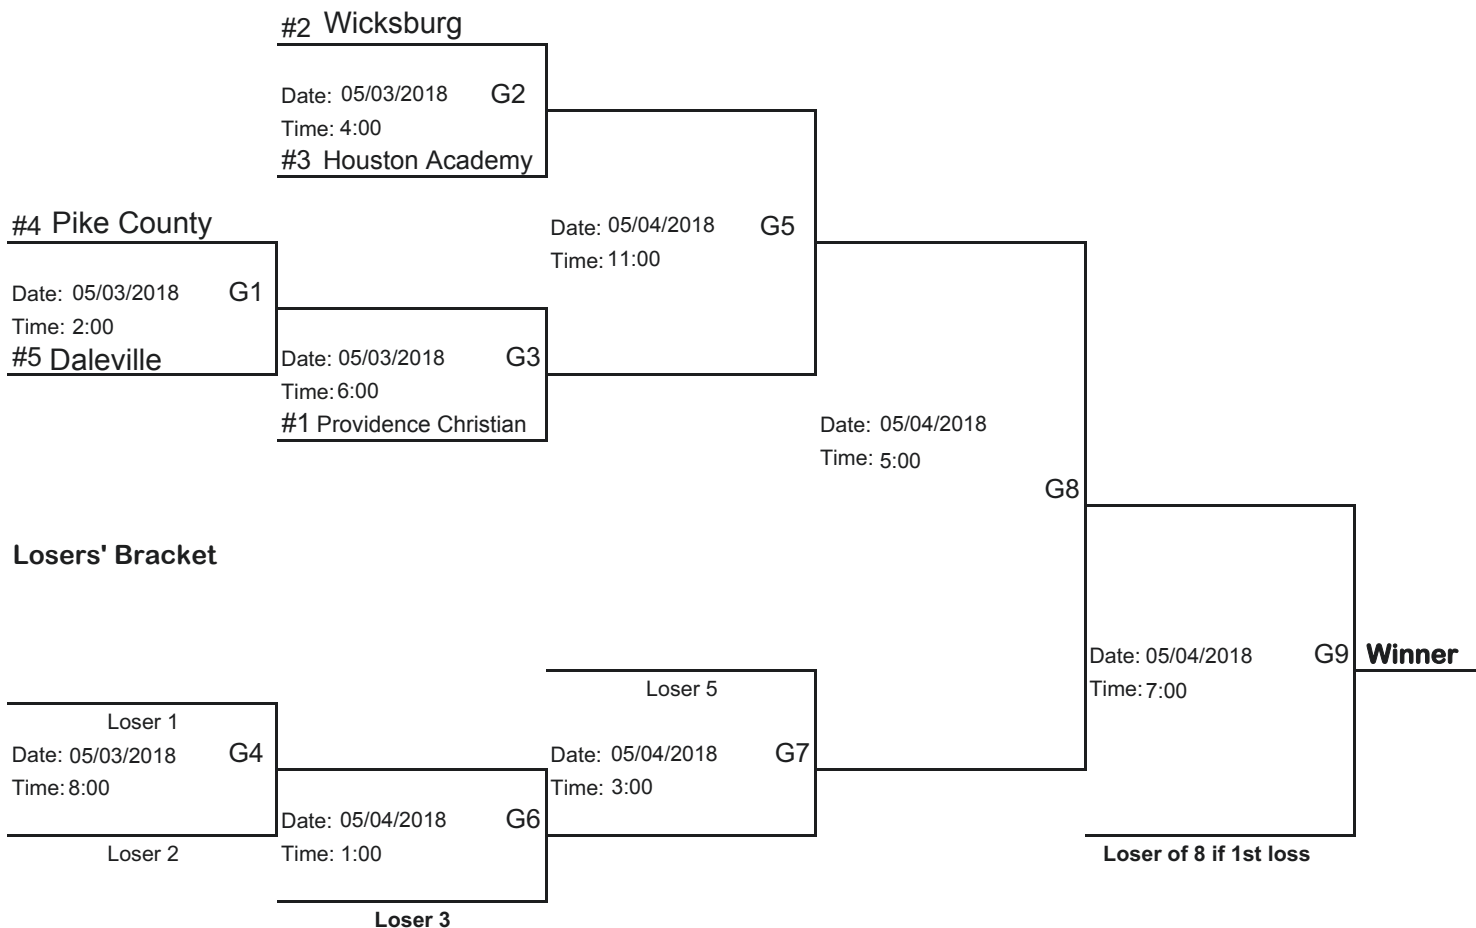 #2 Wicksburg
Date: 05/03/2018 G2
Time: 4:00
#3 Houston Academy
#4 Pike County
Date: 05/03/2018 G1
Time: 2:00
#5 Daleville
Date: 05/03/2018 G3
Time: 6:00
#1 Providence Christian
Date: 05/04/2018 G5
Time: 11:00
Date: 05/04/2018
Time: 5:00
G8
Losers' Bracket
Loser 1
Date: 05/03/2018 G4
Time: 8:00
Loser 2
Date: 05/04/2018 G6
Time: 1:00
Loser 3
Loser 5
Date: 05/04/2018 G7
Time: 3:00
Date: 05/04/2018 G9
Time: 7:00
Loser of 8 if 1st loss
Winner